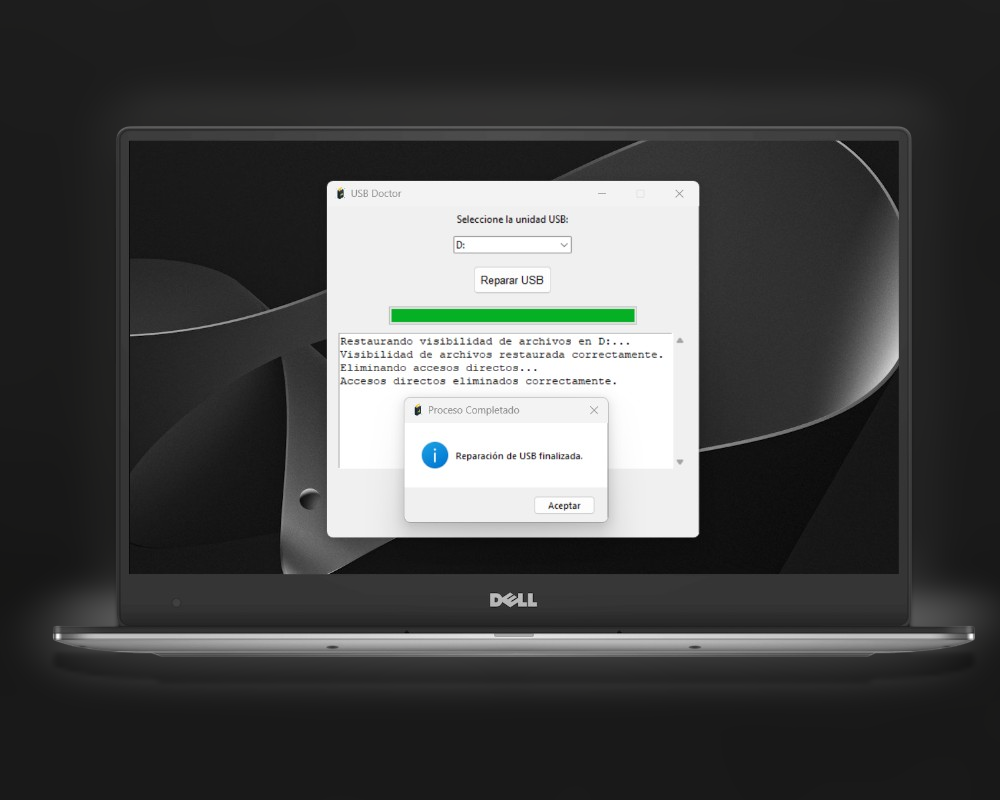 USB Doctor
Seleccione la unidad USB:
D:
Reparar USB
Restaurando visibilidad de archivos en D:...
Visibilidad de archivos restaurada correctamente.
Eliminando accesos directos...
Accesos directos eliminados correctamente.
Proceso Completado
Reparación de USB finalizada.
Aceptar
DELL